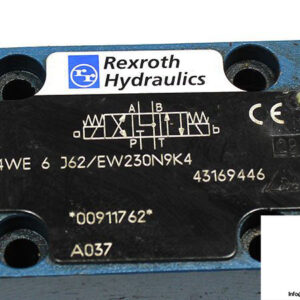 Rexroth
Hydraulics
A B
P T
CE
4WE 6 J62/EW230N9K4
43169446
*00911762*
A037